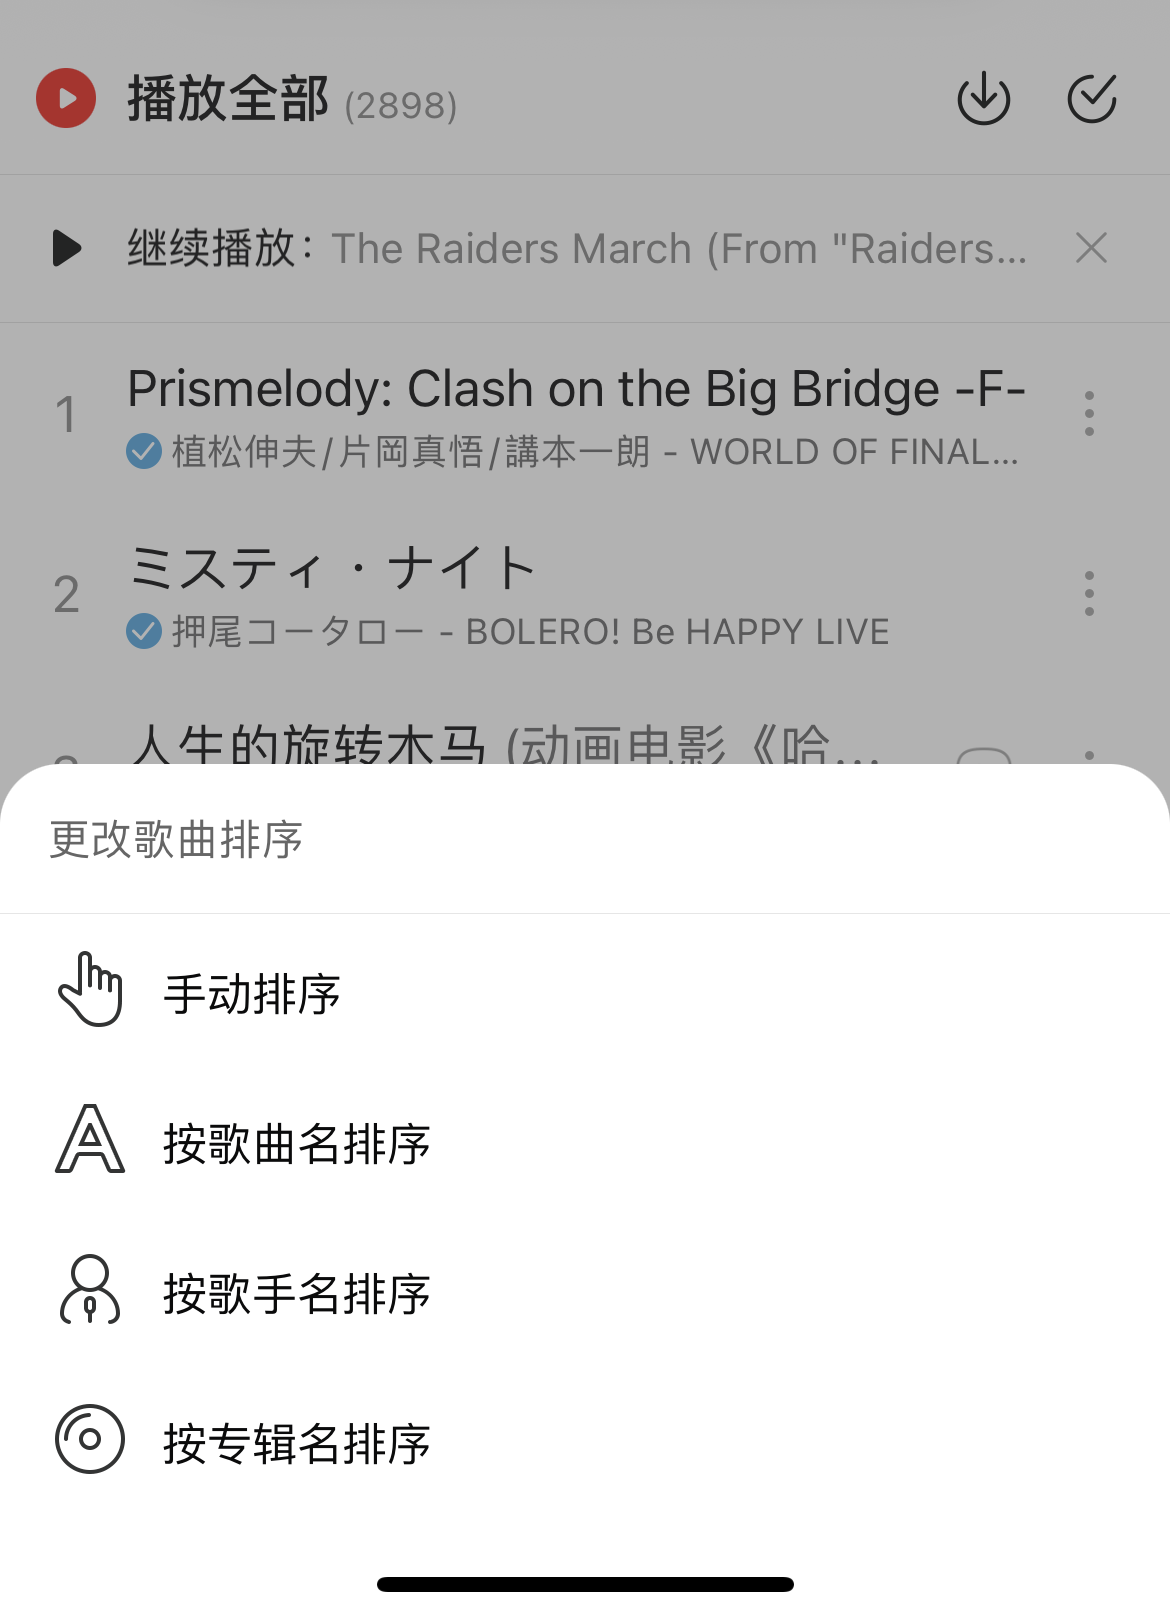 播放全部 (2898)
继续播放：The Raiders March (From "Raiders...
1
Prismelody: Clash on the Big Bridge -F-
植松伸夫/片岡真悟/講本一朗 - WORLD OF FINAL...
2
ミスティ・ナイト
押尾コータロー - BOLERO! Be HAPPY LIVE
人生的旋转木马 (动画电影《哈...
更改歌曲排序
手动排序
按歌曲名排序
按歌手名排序
按专辑名排序